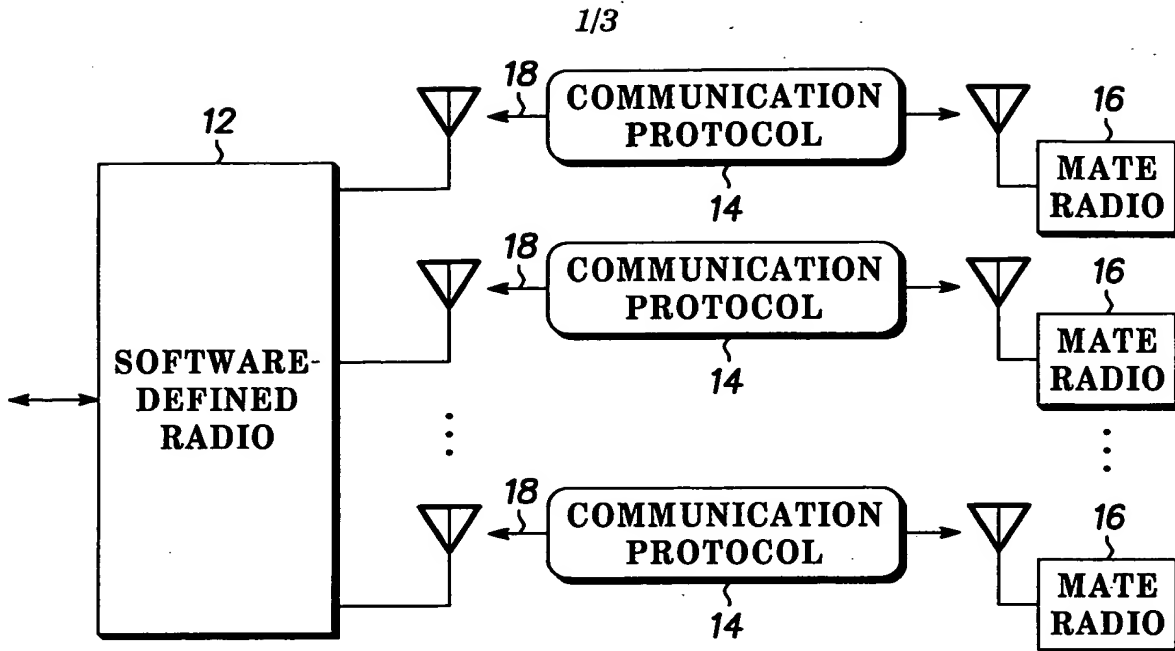 1/3
12
18
COMMUNICATION
PROTOCOL
14
16
MATE
RADIO
18
COMMUNICATION
PROTOCOL
14
16
MATE
RADIO
SOFTWARE-
DEFINED
RADIO
18
COMMUNICATION
PROTOCOL
14
16
MATE
RADIO